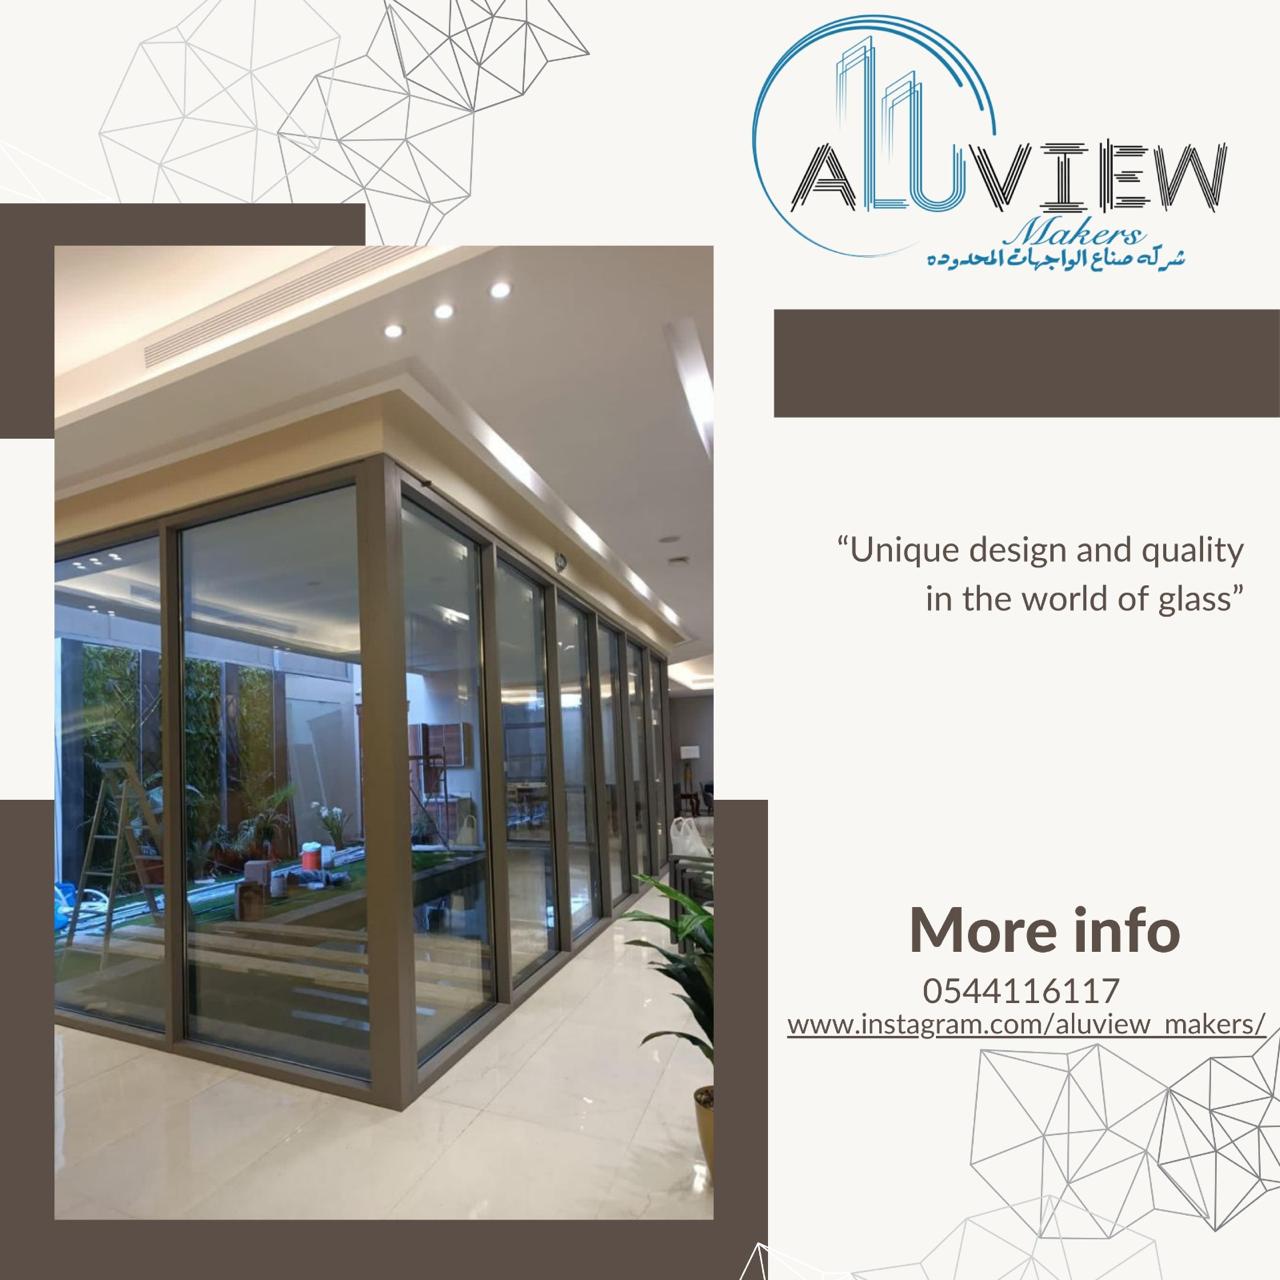 ALUVIEW
Makers
شركه صناع الواجهات المحدوده
“Unique design and quality
in the world of glass”
More info
0544116117
www.instagram.com/aluview_makers/